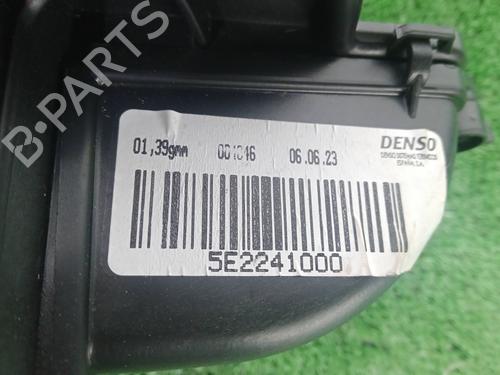 01,39gmm 001046 06.06.23 DENSO
DENSO SISTEMAS TERMICOS
ESPAÑA, S.A.
5E2241000
B-Parts